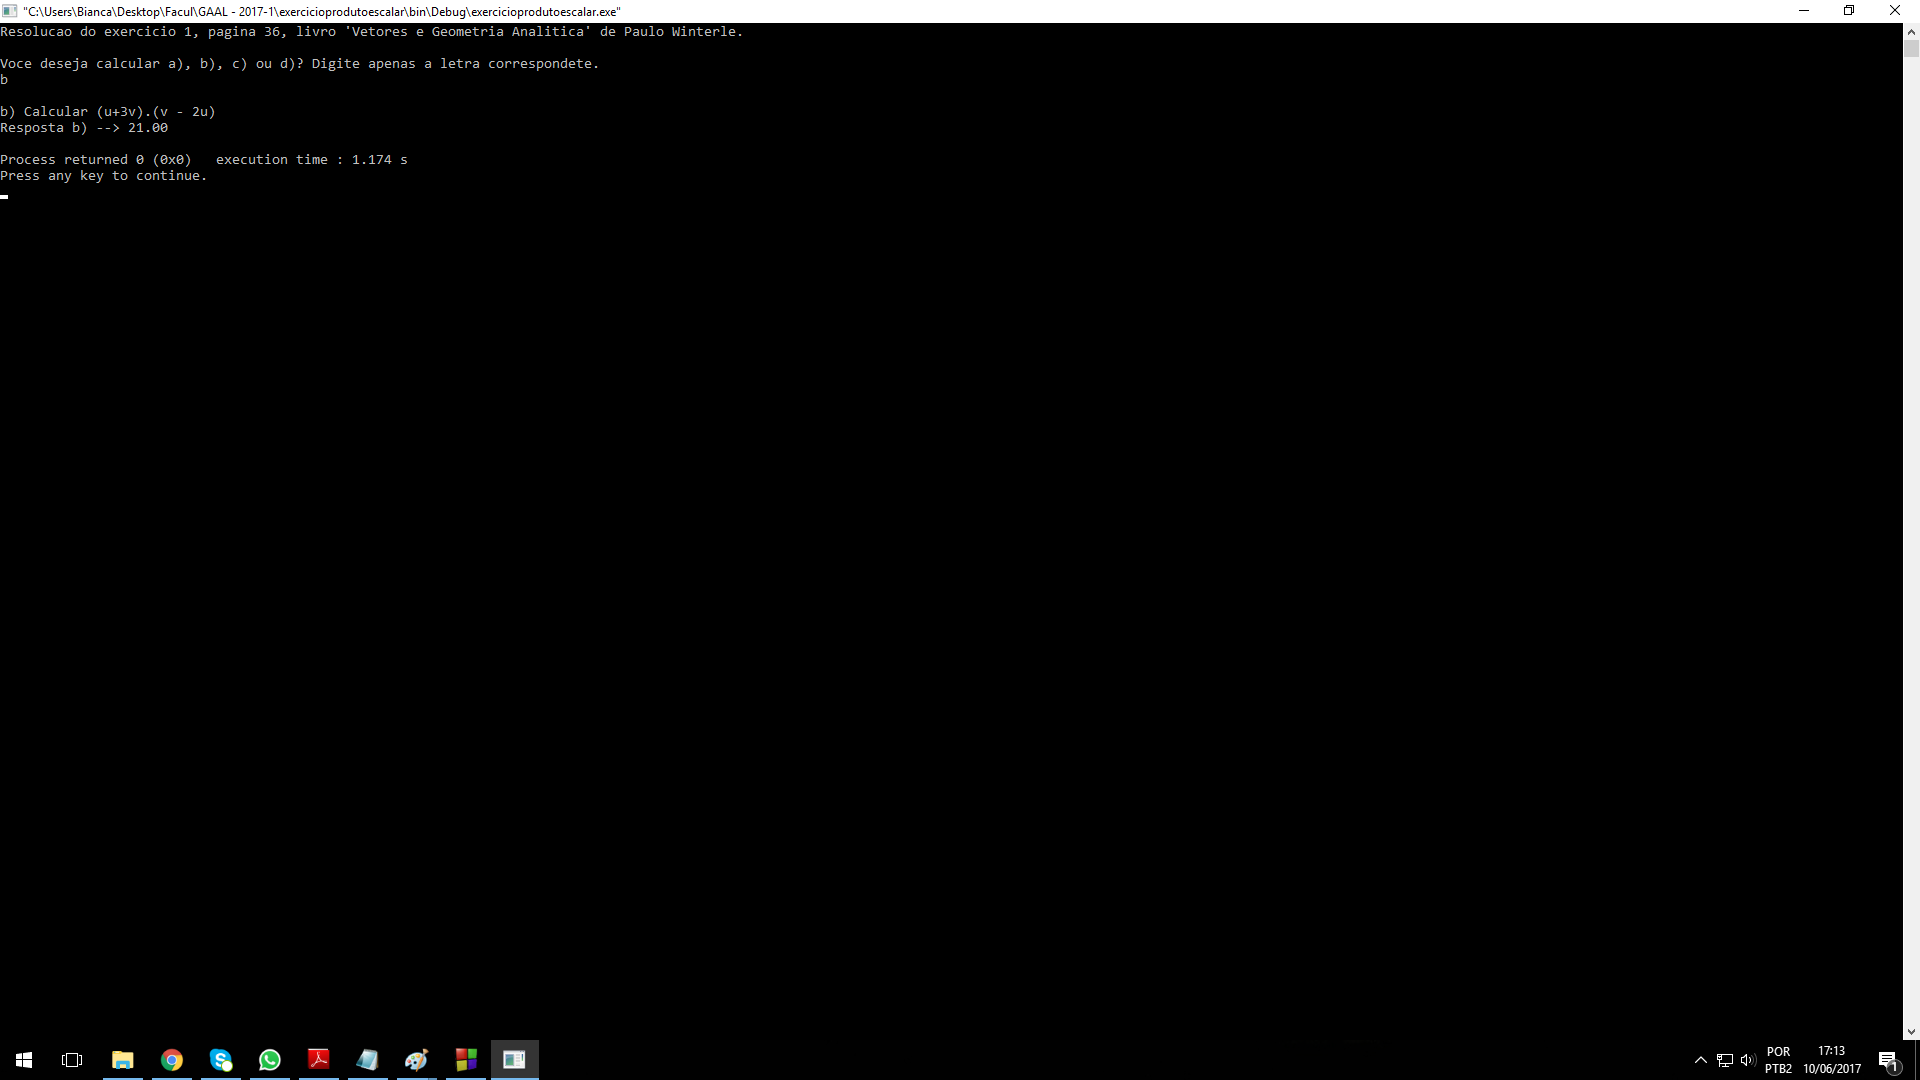 "C:\Users\Bianca\Desktop\Facul\GAAL - 2017-1\exercicioprodutoescalar\bin\Debug\exercicioprodutoescalar.exe"
Resolucao do exercicio 1, pagina 36, livro 'Vetores e Geometria Analitica' de Paulo Winterle.
Voce deseja calcular a), b), c) ou d)? Digite apenas a letra correspondete.
b
b) Calcular (u+3v).(v - 2u)
Resposta b) --> 21.00
Process returned 0 (0x0)   execution time : 1.174 s
Press any key to continue.
POR 17:13
PTB2 10/06/2017 1